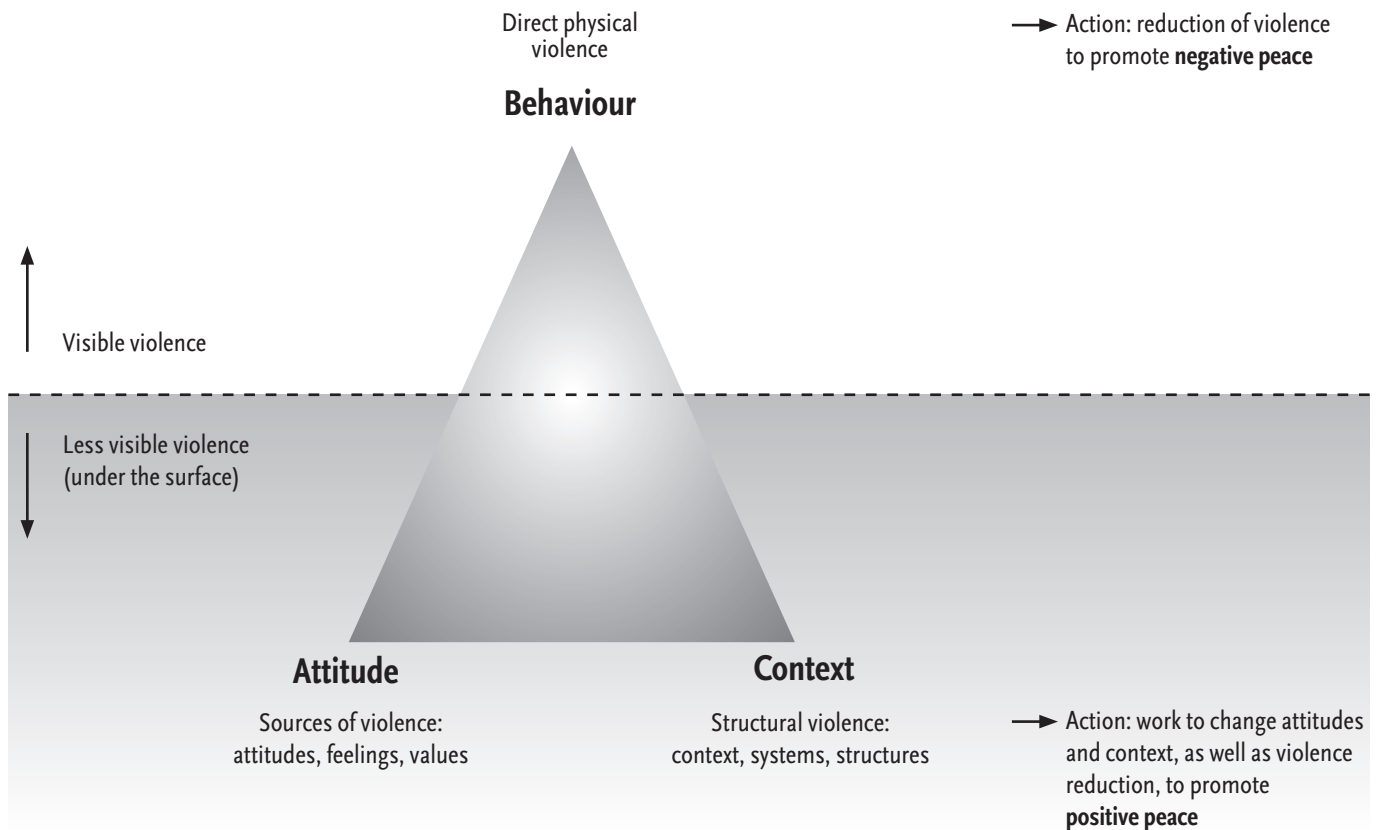 Direct physical
violence
Behaviour
→ Action: reduction of violence
to promote negative peace
Visible violence
Less visible violence
(under the surface)
Attitude
Sources of violence:
attitudes, feelings, values
Context
Structural violence:
context, systems, structures
→ Action: work to change attitudes
and context, as well as violence
reduction, to promote
positive peace